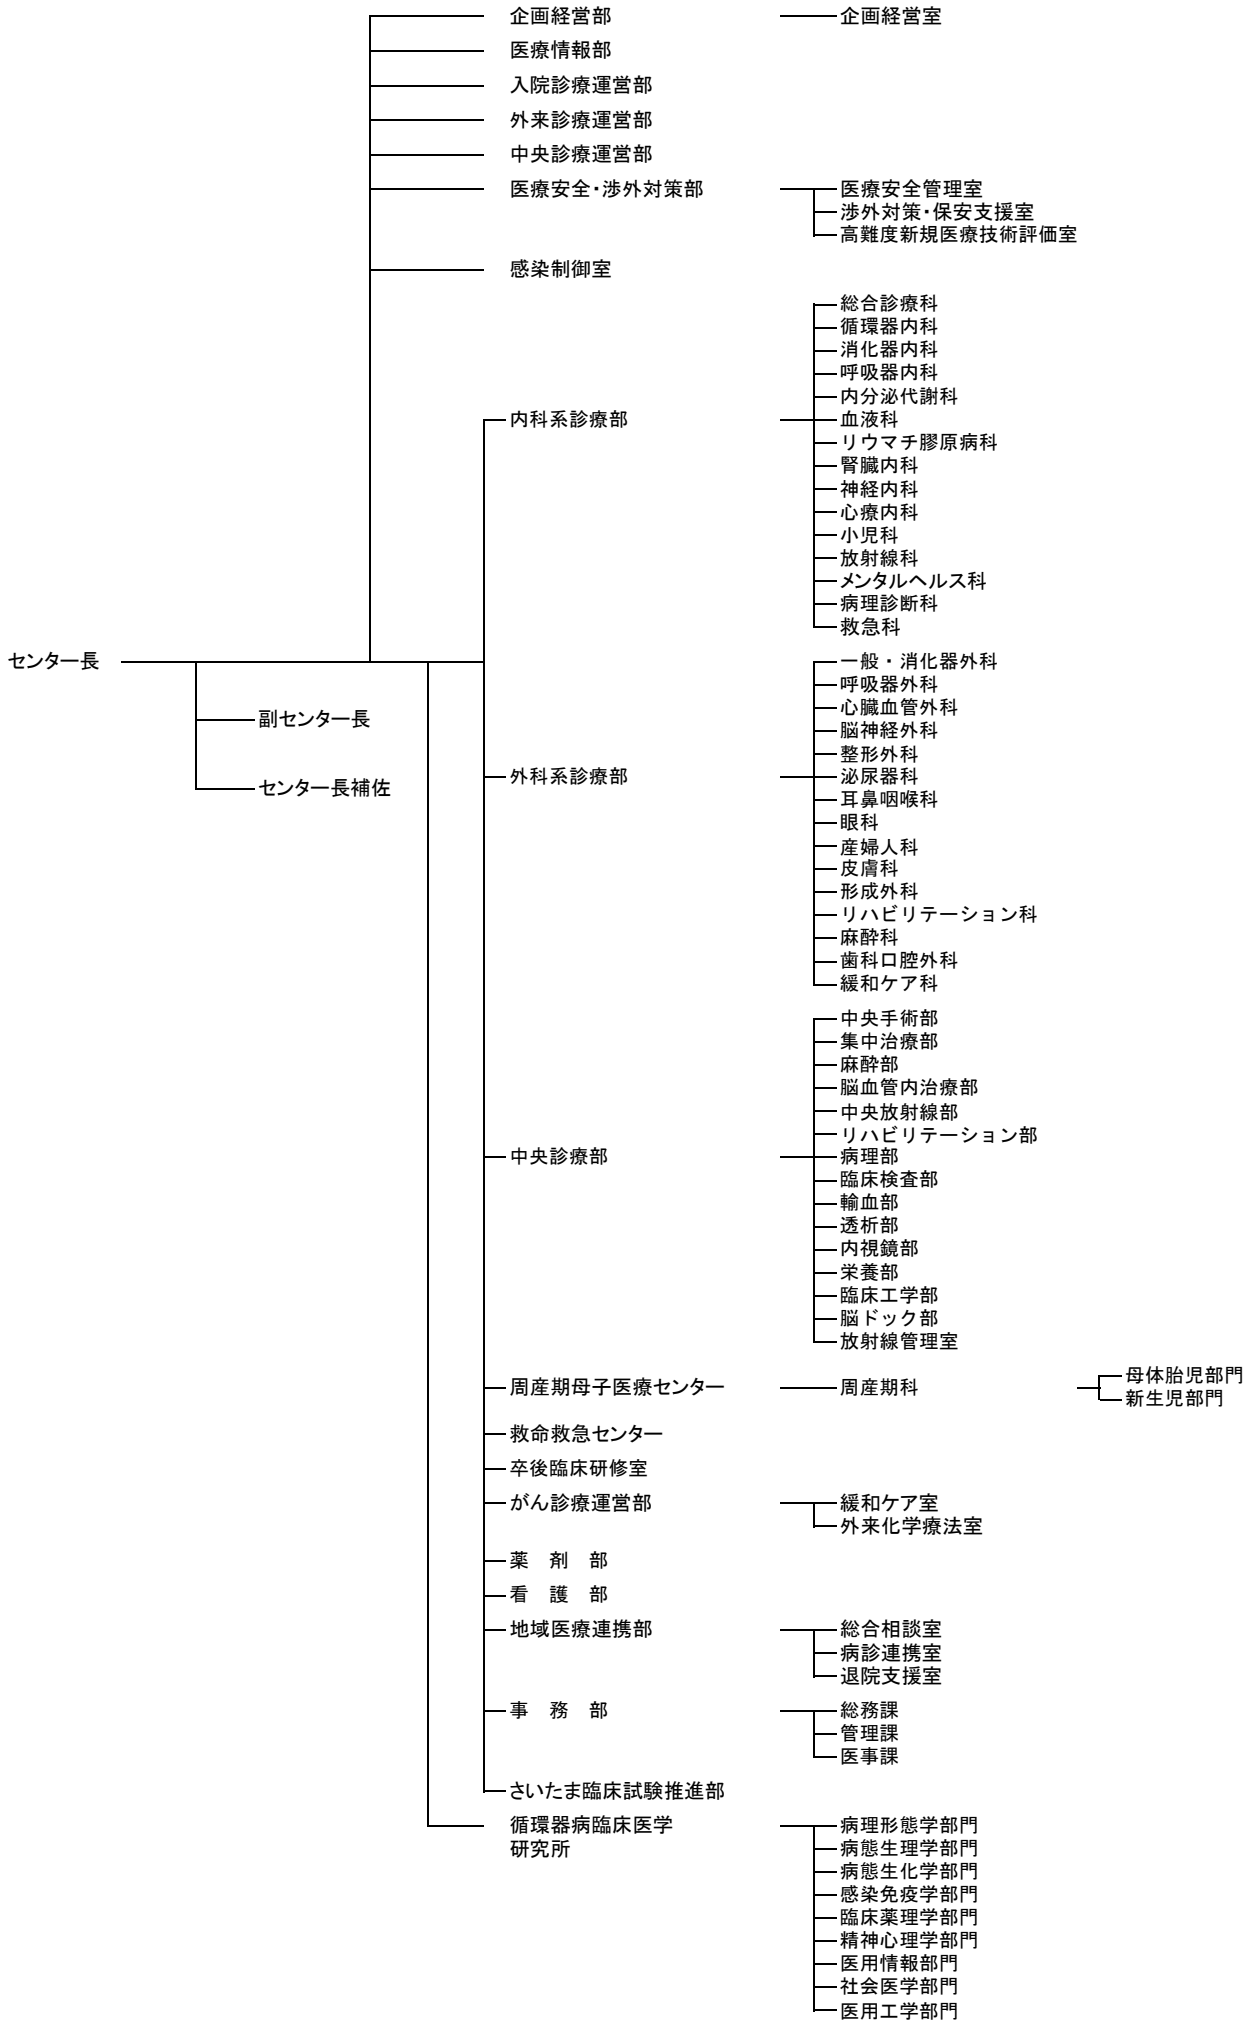 企画経営部 企画経営室
医療情報部
入院診療運営部
外来診療運営部
中央診療運営部
医療安全・渉外対策部 医療安全管理室
渉外対策・保安支援室
高難度新規医療技術評価室
感染制御室
総合診療科
循環器内科
消化器内科
呼吸器内科
内分泌代謝科
内科系診療部 血液科
リウマチ膠原病科
腎臓内科
神経内科
心療内科
小児科
放射線科
メンタルヘルス科
病理診断科
救急科
センター長 一般・消化器外科
呼吸器外科
心臓血管外科
副センター長
脳神経外科
整形外科
外科系診療部 泌尿器科
センター長補佐
耳鼻咽喉科
眼科
産婦人科
皮膚科
形成外科
リハビリテーション科
麻酔科
歯科口腔外科
緩和ケア科
中央手術部
集中治療部
麻酔部
脳血管内治療部
中央放射線部
リハビリテーション部
中央診療部 病理部
臨床検査部
輸血部
透析部
内視鏡部
栄養部
臨床工学部
脳ドック部
放射線管理室
母体胎児部門
周産期母子医療センター 周産期科
新生児部門
救命救急センター
卒後臨床研修室
がん診療運営部 緩和ケア室
外来化学療法室
薬　剤　部
看　護　部
地域医療連携部 総合相談室
病診連携室
退院支援室
事　務　部 総務課
管理課
医事課
さいたま臨床試験推進部
循環器病臨床医学 病理形態学部門
研究所 病態生理学部門
病態生化学部門
感染免疫学部門
臨床薬理学部門
精神心理学部門
医用情報部門
社会医学部門
医用工学部門